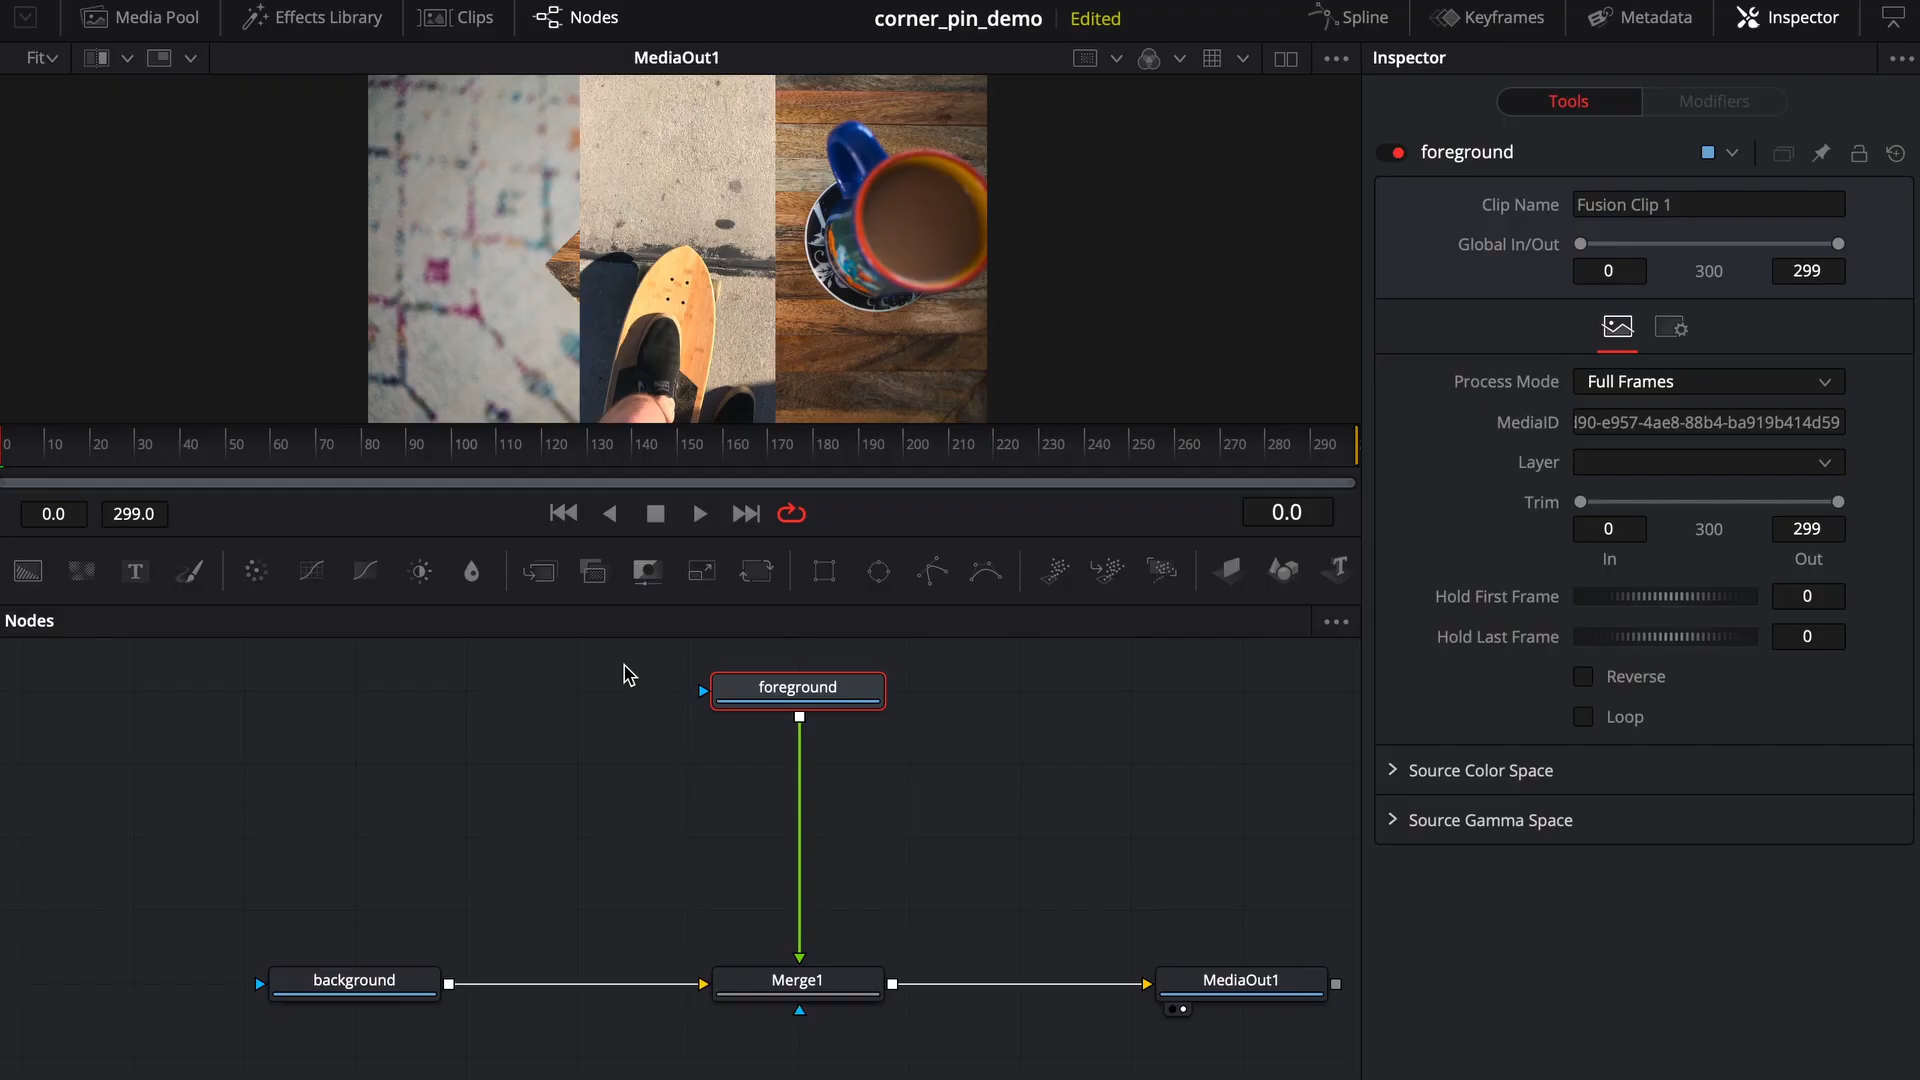 Media Pool
Effects Library
Clips
Nodes
corner_pin_demo
Edited
Spline
Keyframes
Metadata
Inspector
Fit
MediaOut1
Inspector
Tools
Modifiers
foreground
Clip Name
Fusion Clip 1
Global In/Out
0 300 299
Process Mode
Full Frames
MediaID
d90-e957-4ae8-88b4-ba919b414d59
Layer
Trim
0 300 299
In Out
Hold First Frame
0
Hold Last Frame
0
Reverse
Loop
Source Color Space
Source Gamma Space
0 10 20 30 40 50 60 70 80 90 100 110 120 130 140 150 160 170 180 190 200 210 220 230 240 250 260 270 280 290
0.0 299.0
0.0
T
T
Nodes
foreground
background
Merge1
MediaOut1